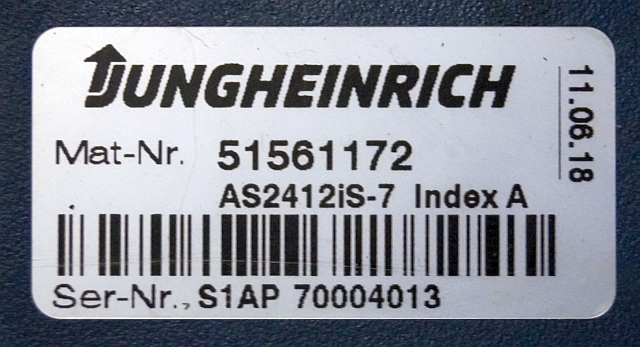 JUNGHEINRICH
Mat-Nr. 51561172
AS2412iS-7 Index A
Ser-Nr., S1AP 70004013
11.06.18